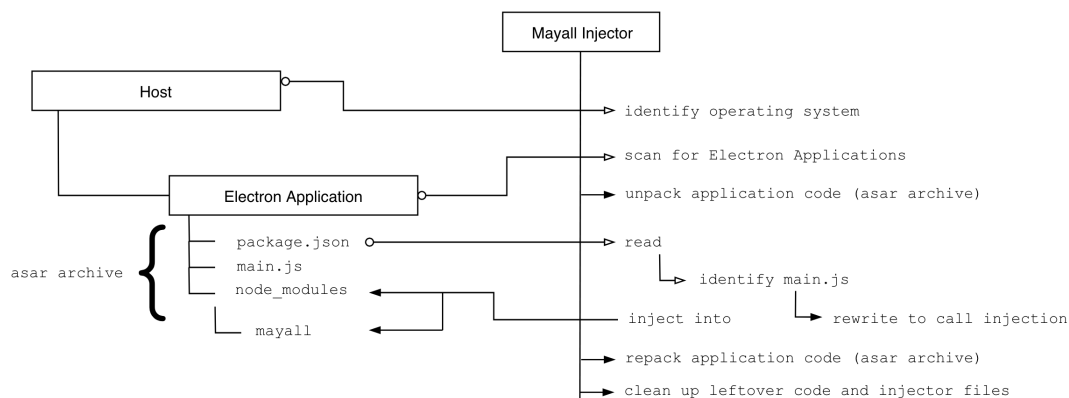 Mayall Injector
Host
identify operating system
scan for Electron Applications
Electron Application
unpack application code (asar archive)
package.json
read
main.js
asar archive
identify main.js
node_modules
inject into
rewrite to call injection
mayall
repack application code (asar archive)
clean up leftover code and injector files